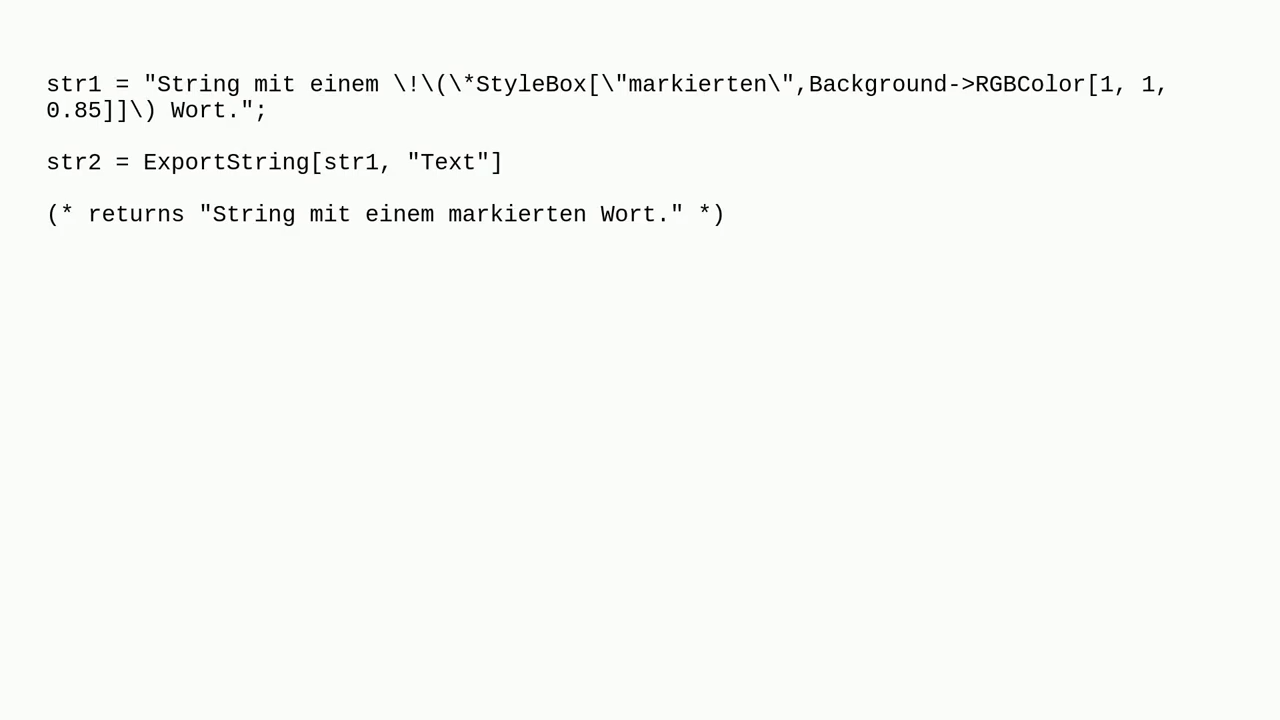 str1 = "String mit einem \!\(\*StyleBox[\"markierten\",Background->RGBColor[1, 1,
0.85]]\) Wort.";
str2 = ExportString[str1, "Text"]
(* returns "String mit einem markierten Wort." *)